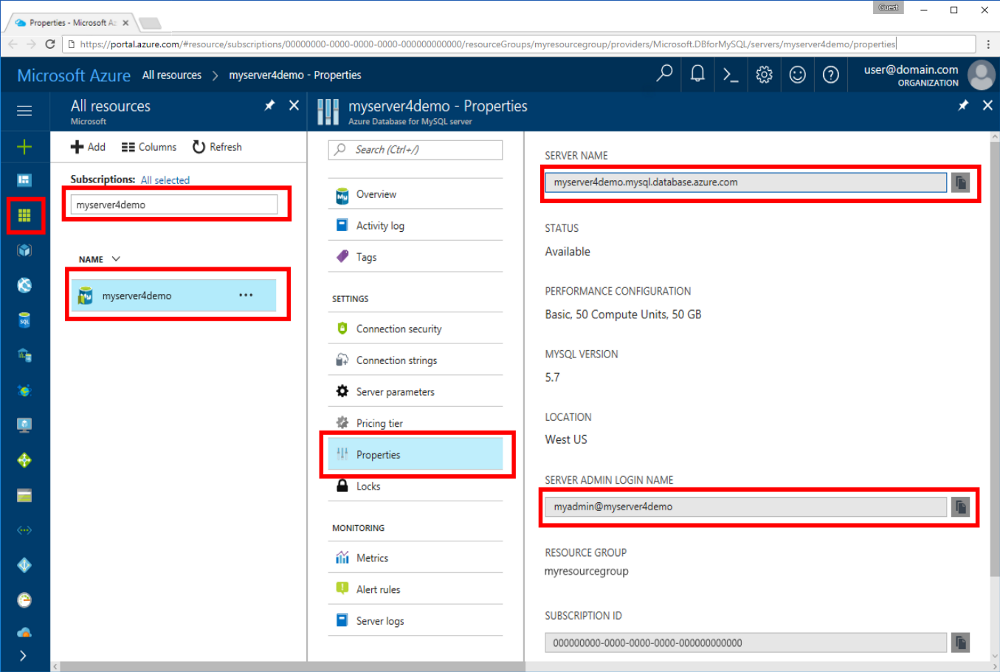 Guest
Properties - Microsoft Az
https://portal.azure.com/#resource/subscriptions/00000000-0000-0000-0000-000000000000/resourceGroups/myresourcegroup/providers/Microsoft.DBforMySQL/servers/myserver4demo/properties
Microsoft Azure All resources > myserver4demo - Properties
user@domain.com
ORGANIZATION
All resources
Microsoft
Add Columns Refresh
Subscriptions: All selected
myserver4demo
NAME
myserver4demo ...
myserver4demo - Properties
Azure Database for MySQL server
Search (Ctrl+/)
Overview
Activity log
Tags
SETTINGS
Connection security
Connection strings
Server parameters
Pricing tier
Properties
Locks
MONITORING
Metrics
Alert rules
Server logs
SERVER NAME
myserver4demo.mysql.database.azure.com
STATUS
Available
PERFORMANCE CONFIGURATION
Basic, 50 Compute Units, 50 GB
MYSQL VERSION
5.7
LOCATION
West US
SERVER ADMIN LOGIN NAME
myadmin@myserver4demo
RESOURCE GROUP
myresourcegroup
SUBSCRIPTION ID
000000000-0000-0000-0000-000000000000